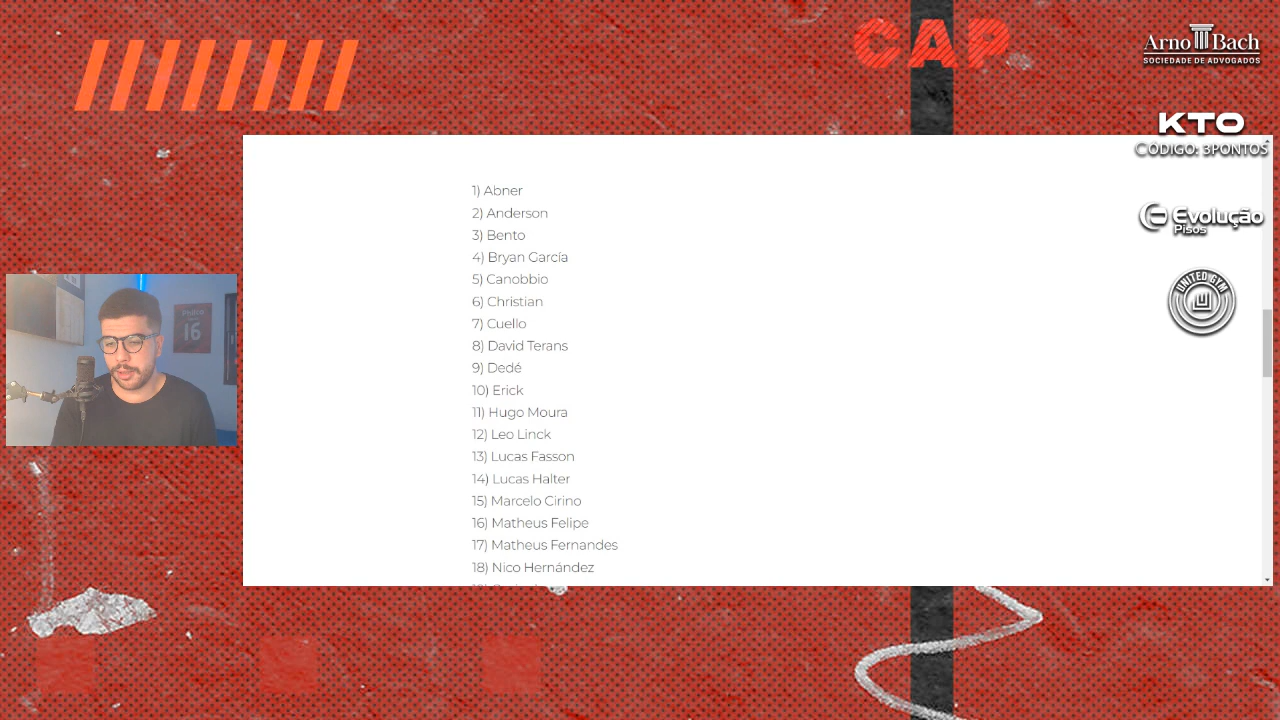 CAP
Arno Bach
SOCIEDADE DE ADVOGADOS
KTO
CÓDIGO: 3PONTOS
Evolução
Pisos
UNITED GYM
16
1) Abner
2) Anderson
3) Bento
4) Bryan García
5) Canobbio
6) Christian
7) Cuello
8) David Terans
9) Dedé
10) Erick
11) Hugo Moura
12) Leo Linck
13) Lucas Fasson
14) Lucas Halter
15) Marcelo Cirino
16) Matheus Felipe
17) Matheus Fernandes
18) Nico Hernández